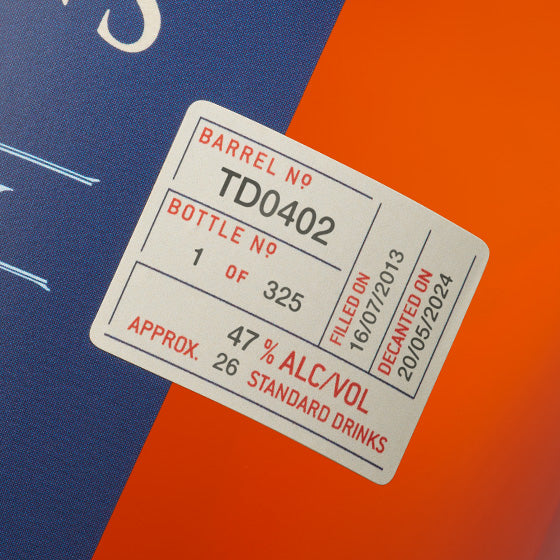 S
BARREL Nº
TD0402
BOTTLE Nº
1 OF 325
FILLED ON
16/07/2013
DECANTED ON
20/05/2024
47 % ALC/VOL
APPROX. 26 STANDARD DRINKS